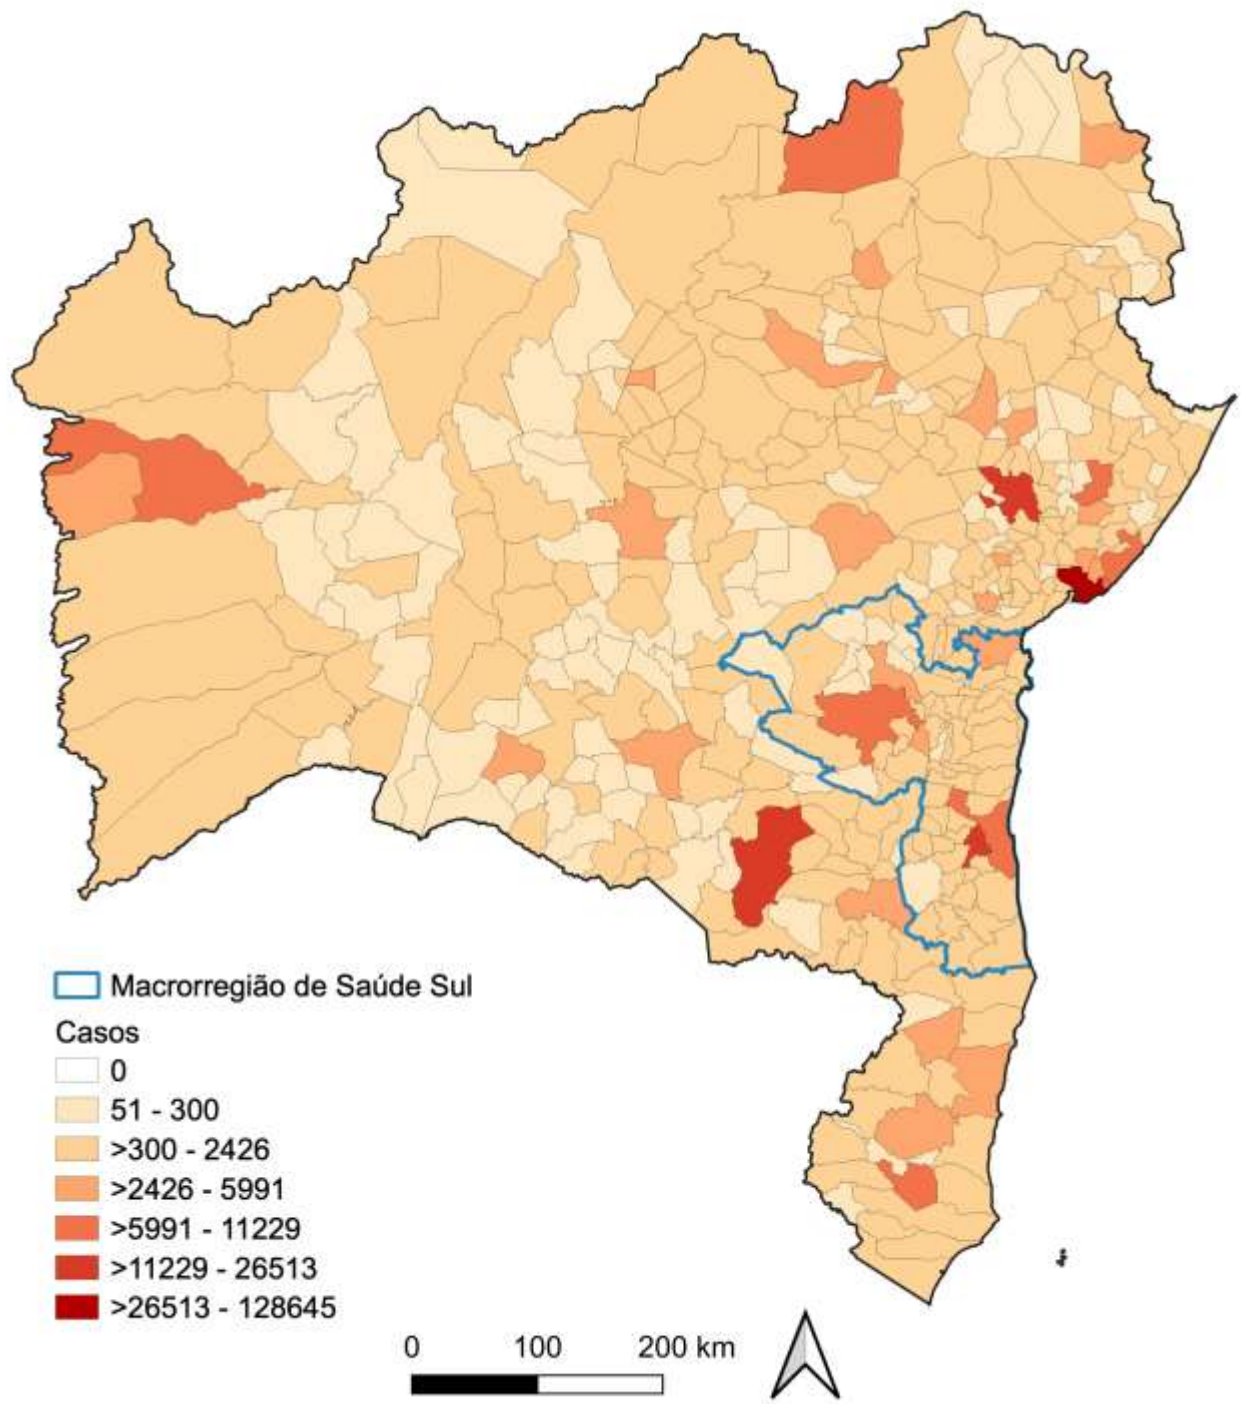 Macrorregião de Saúde Sul
Casos
0
51 - 300
>300 - 2426
>2426 - 5991
>5991 - 11229
>11229 - 26513
>26513 - 128645
0 100 200 km